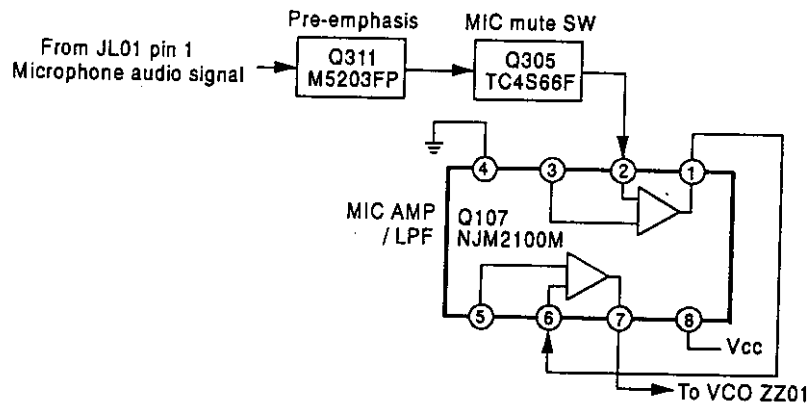 Pre-emphasis
MIC mute SW
From JL01 pin 1
Microphone audio signal
Q311
M5203FP
Q305
TC4S66F
4
3
2
1
MIC AMP
/ LPF
Q107
NJM2100M
5
6
7
8
Vcc
To VCO ZZ01